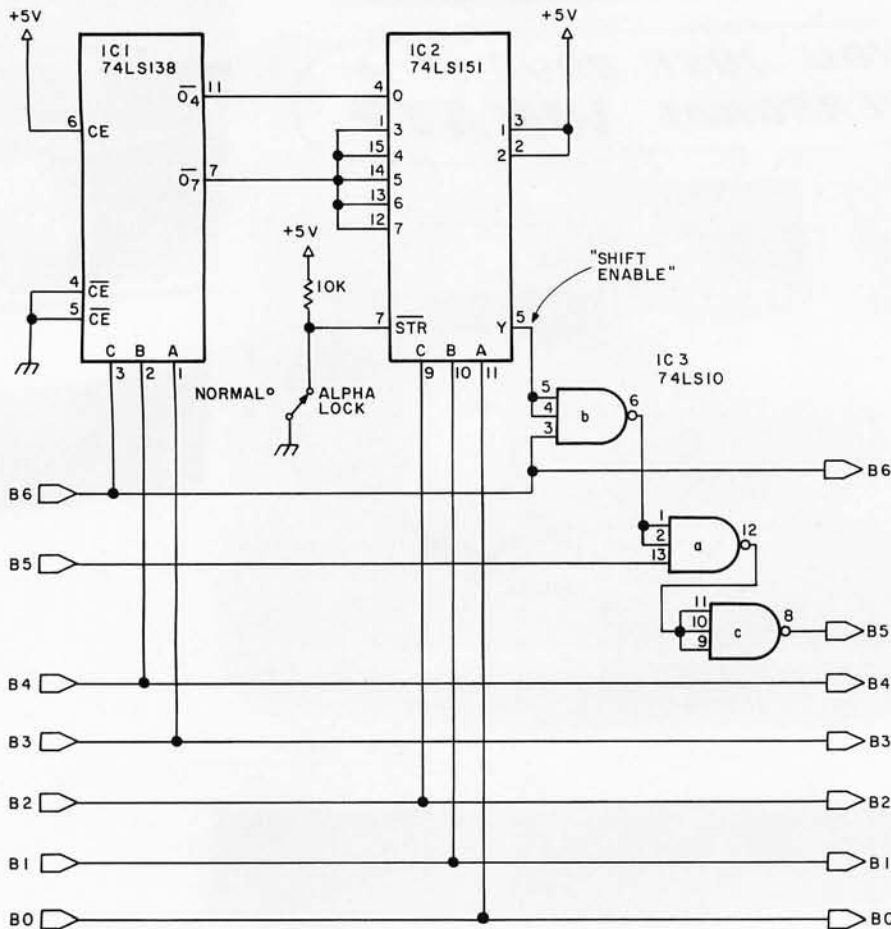 +5V
+5V
IC1
74LS138
IC2
74LS151
O4 11
4 0
6 CE
1 3
15 4
14 5
13 6
12 7
1 3
2 2
O7 7
+5V
10K
"SHIFT
ENABLE"
4 CE
5 CE
7 STR
Y 5
C B A
3 2 1
C B A
9 10 11
IC3
74LS10
NORMAL
ALPHA
LOCK
5
4
3
b
6
B6
B6
1
2
13
a
12
B5
11
10
9
c
8
B5
B4
B4
B3
B3
B2
B2
B1
B1
B0
B0